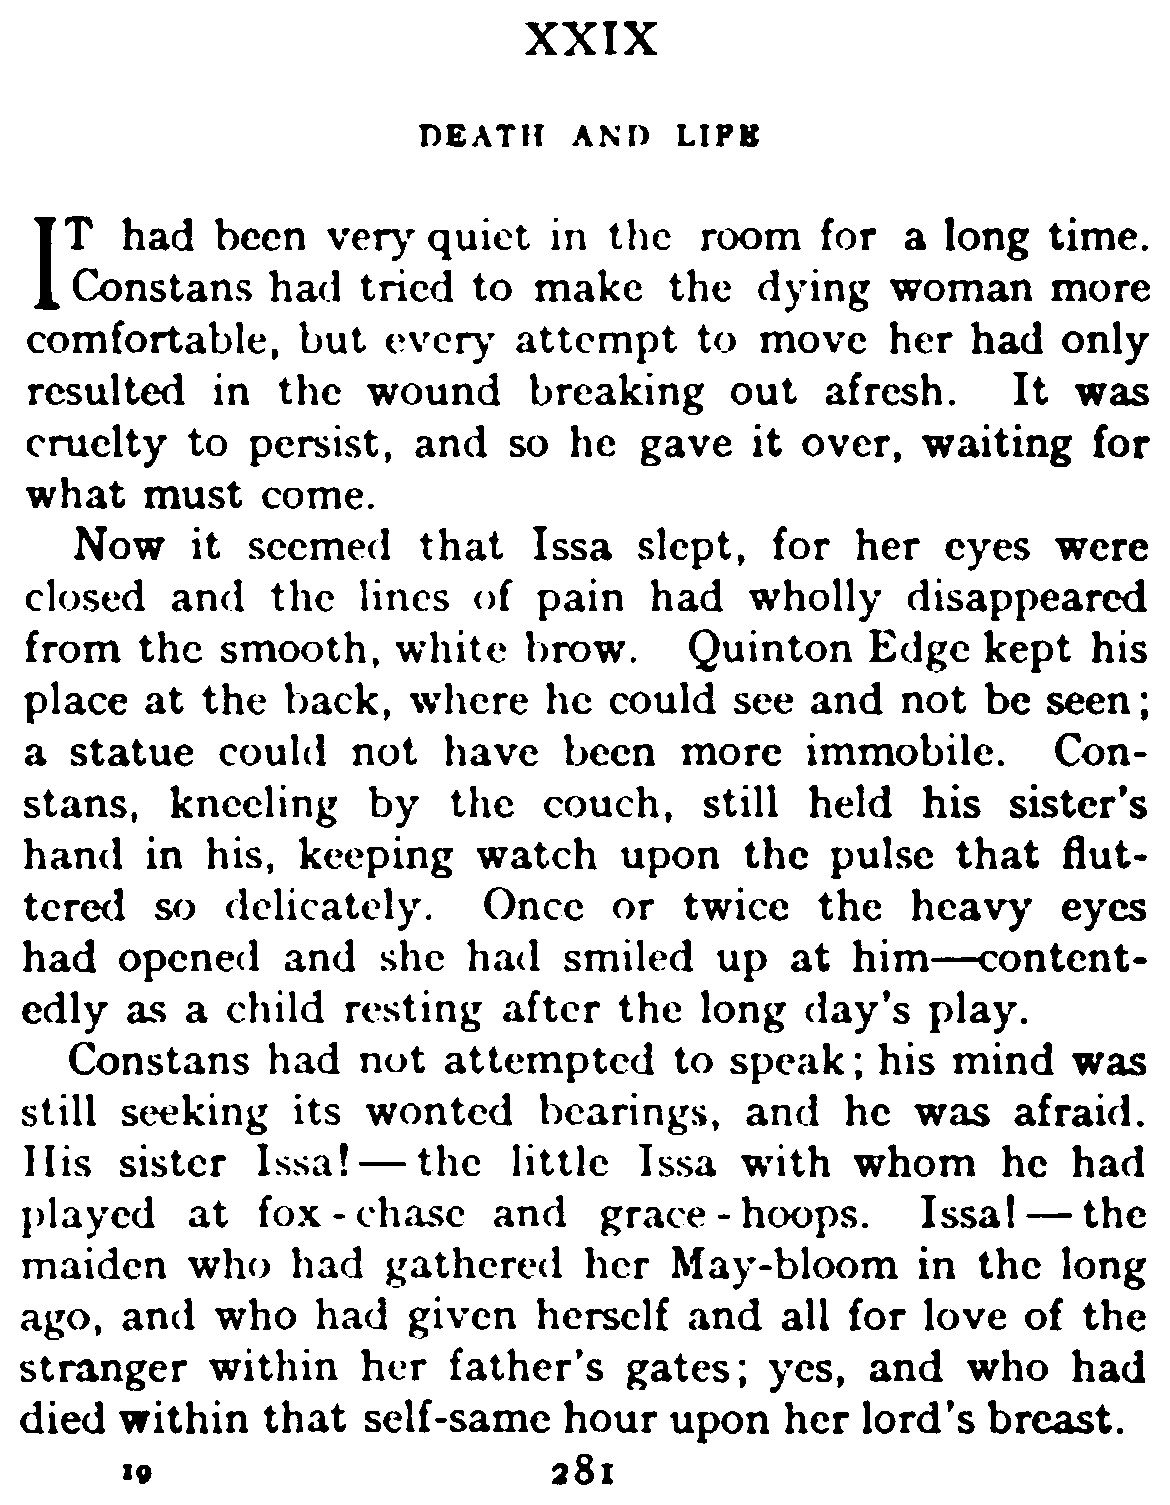 XXIX
DEATH AND LIFE
IT had been very quiet in the room for a long time.
Constans had tried to make the dying woman more
comfortable, but every attempt to move her had only
resulted in the wound breaking out afresh. It was
cruelty to persist, and so he gave it over, waiting for
what must come.
Now it seemed that Issa slept, for her eyes were
closed and the lines of pain had wholly disappeared
from the smooth, white brow. Quinton Edge kept his
place at the back, where he could see and not be seen;
a statue could not have been more immobile. Con-
stans, kneeling by the couch, still held his sister's
hand in his, keeping watch upon the pulse that flut-
tered so delicately. Once or twice the heavy eyes
had opened and she had smiled up at him—content-
edly as a child resting after the long day's play.
Constans had not attempted to speak; his mind was
still seeking its wonted bearings, and he was afraid.
His sister Issa!—the little Issa with whom he had
played at fox-chase and grace-hoops. Issa!—the
maiden who had gathered her May-bloom in the long
ago, and who had given herself and all for love of the
stranger within her father's gates; yes, and who had
died within that self-same hour upon her lord's breast.
19 281